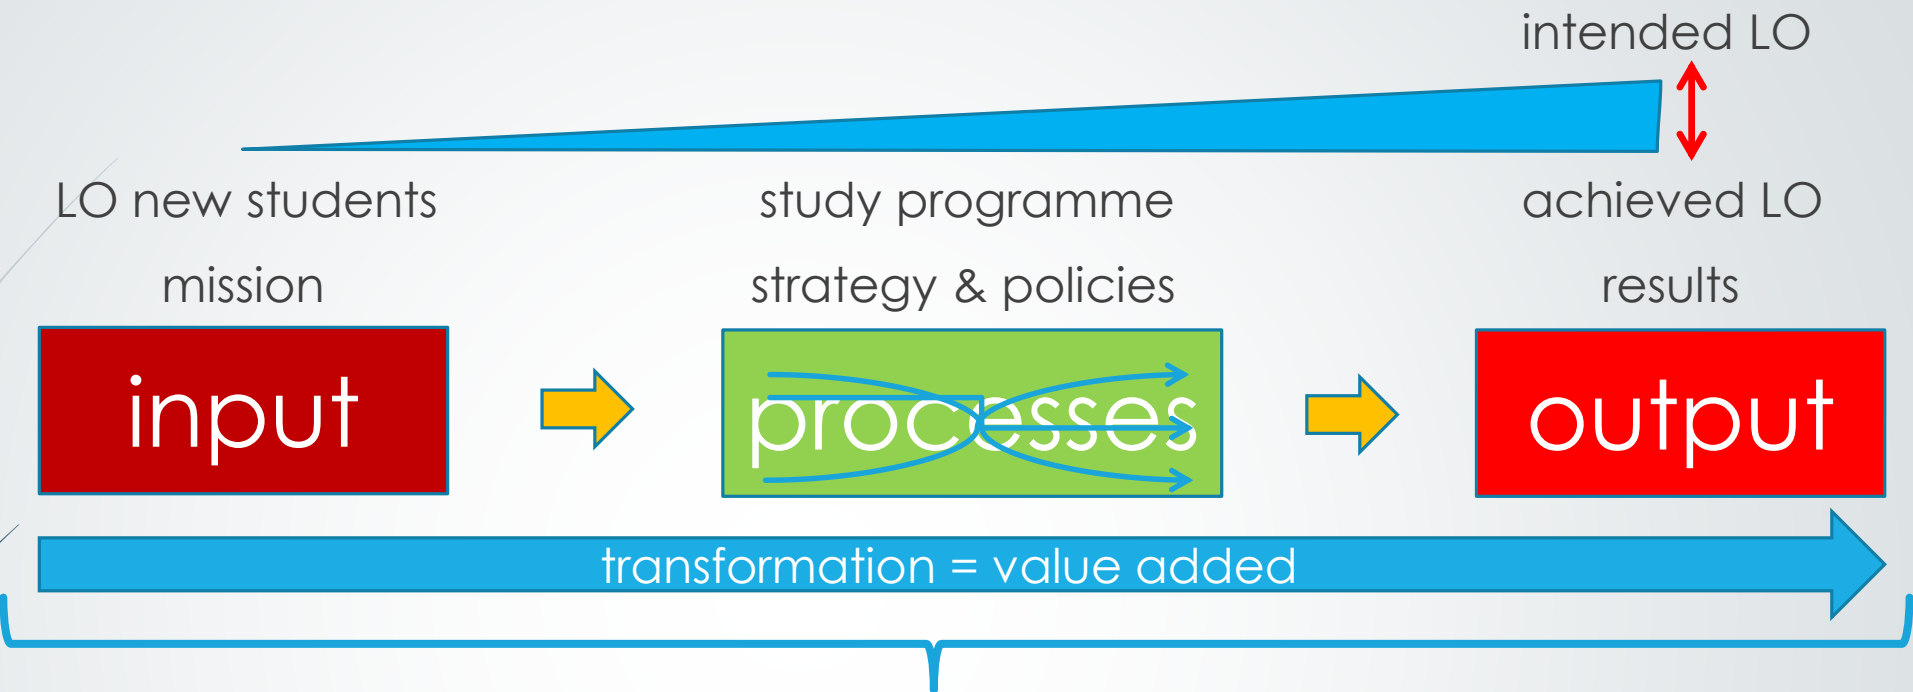 intended LO
LO new students
study programme
achieved LO
mission
strategy & policies
results
input
processes
output
transformation = value added